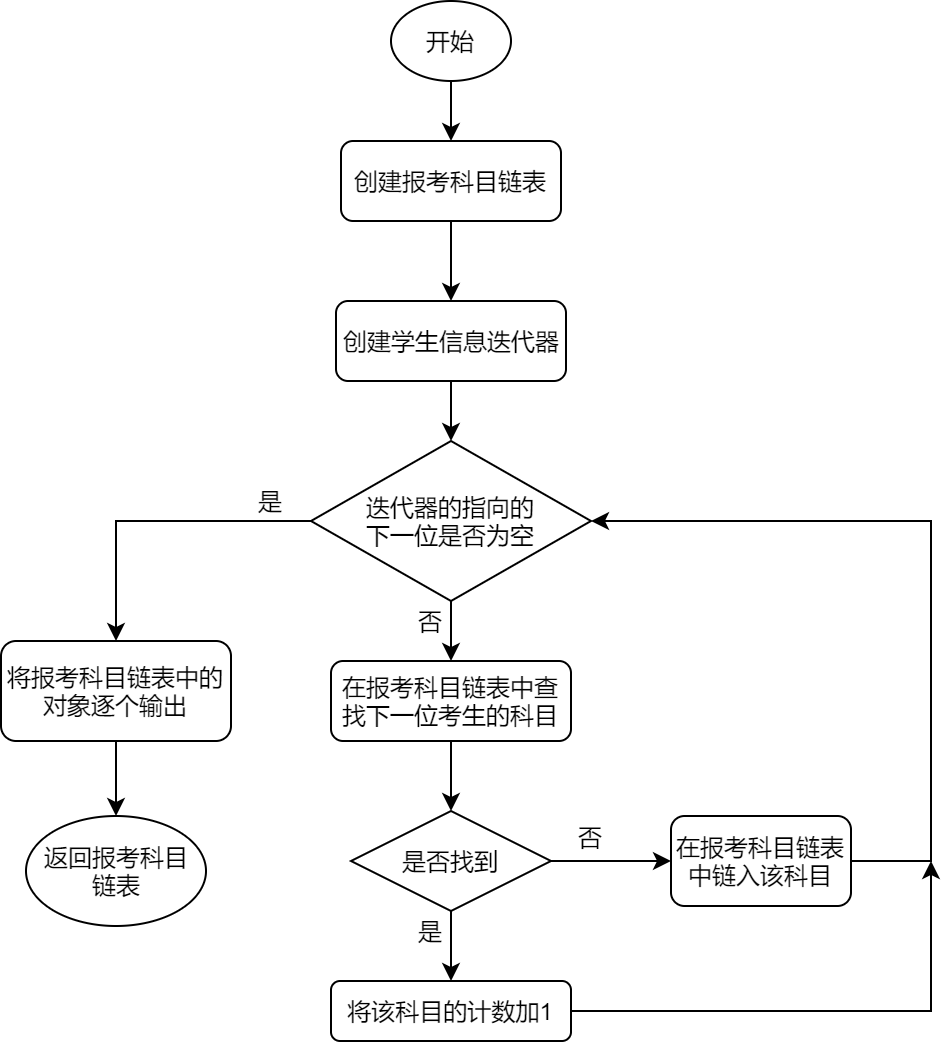 开始
创建报考科目链表
创建学生信息迭代器
迭代器的指向的
下一位是否为空
是
否
将报考科目链表中的
对象逐个输出
在报考科目链表中查
找下一位考生的科目
返回报考科目
链表
是否找到
否
在报考科目链表
中链入该科目
是
将该科目的计数加1